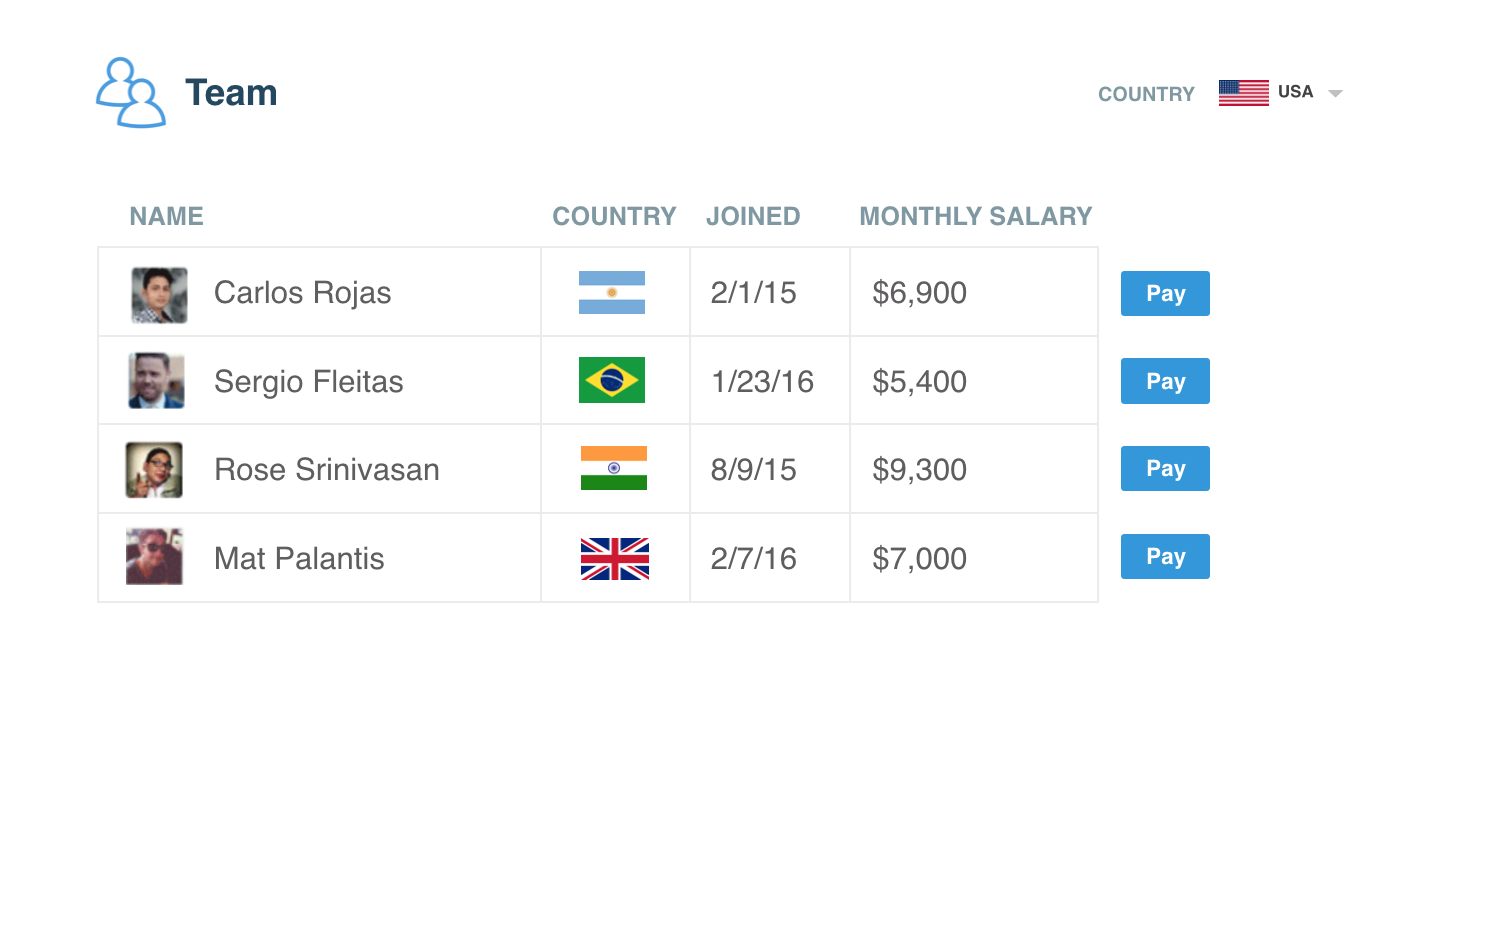 Team
COUNTRY USA
NAME COUNTRY JOINED MONTHLY SALARY
Carlos Rojas 2/1/15 $6,900 Pay
Sergio Fleitas 1/23/16 $5,400 Pay
Rose Srinivasan 8/9/15 $9,300 Pay
Mat Palantis 2/7/16 $7,000 Pay